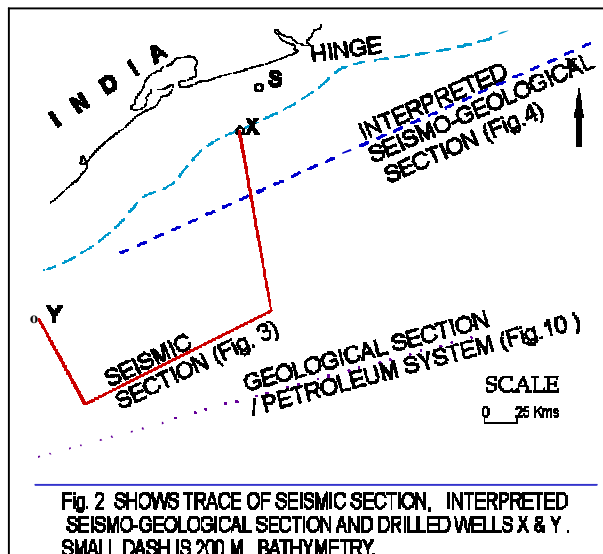 INDIA
HINGE
S
X
INTERPRETED
SEISMO-GEOLOGICAL
SECTION (Fig.4)
Y
SEISMIC
SECTION (Fig. 3)
GEOLOGICAL SECTION
/ PETROLEUM SYSTEM (Fig.10 )
SCALE
0 25 Kms
Fig. 2 SHOWS TRACE OF SEISMIC SECTION, INTERPRETED
SEISMO-GEOLOGICAL SECTION AND DRILLED WELLS X & Y.
SMALL DASH IS 200 M BATHYMETRY.